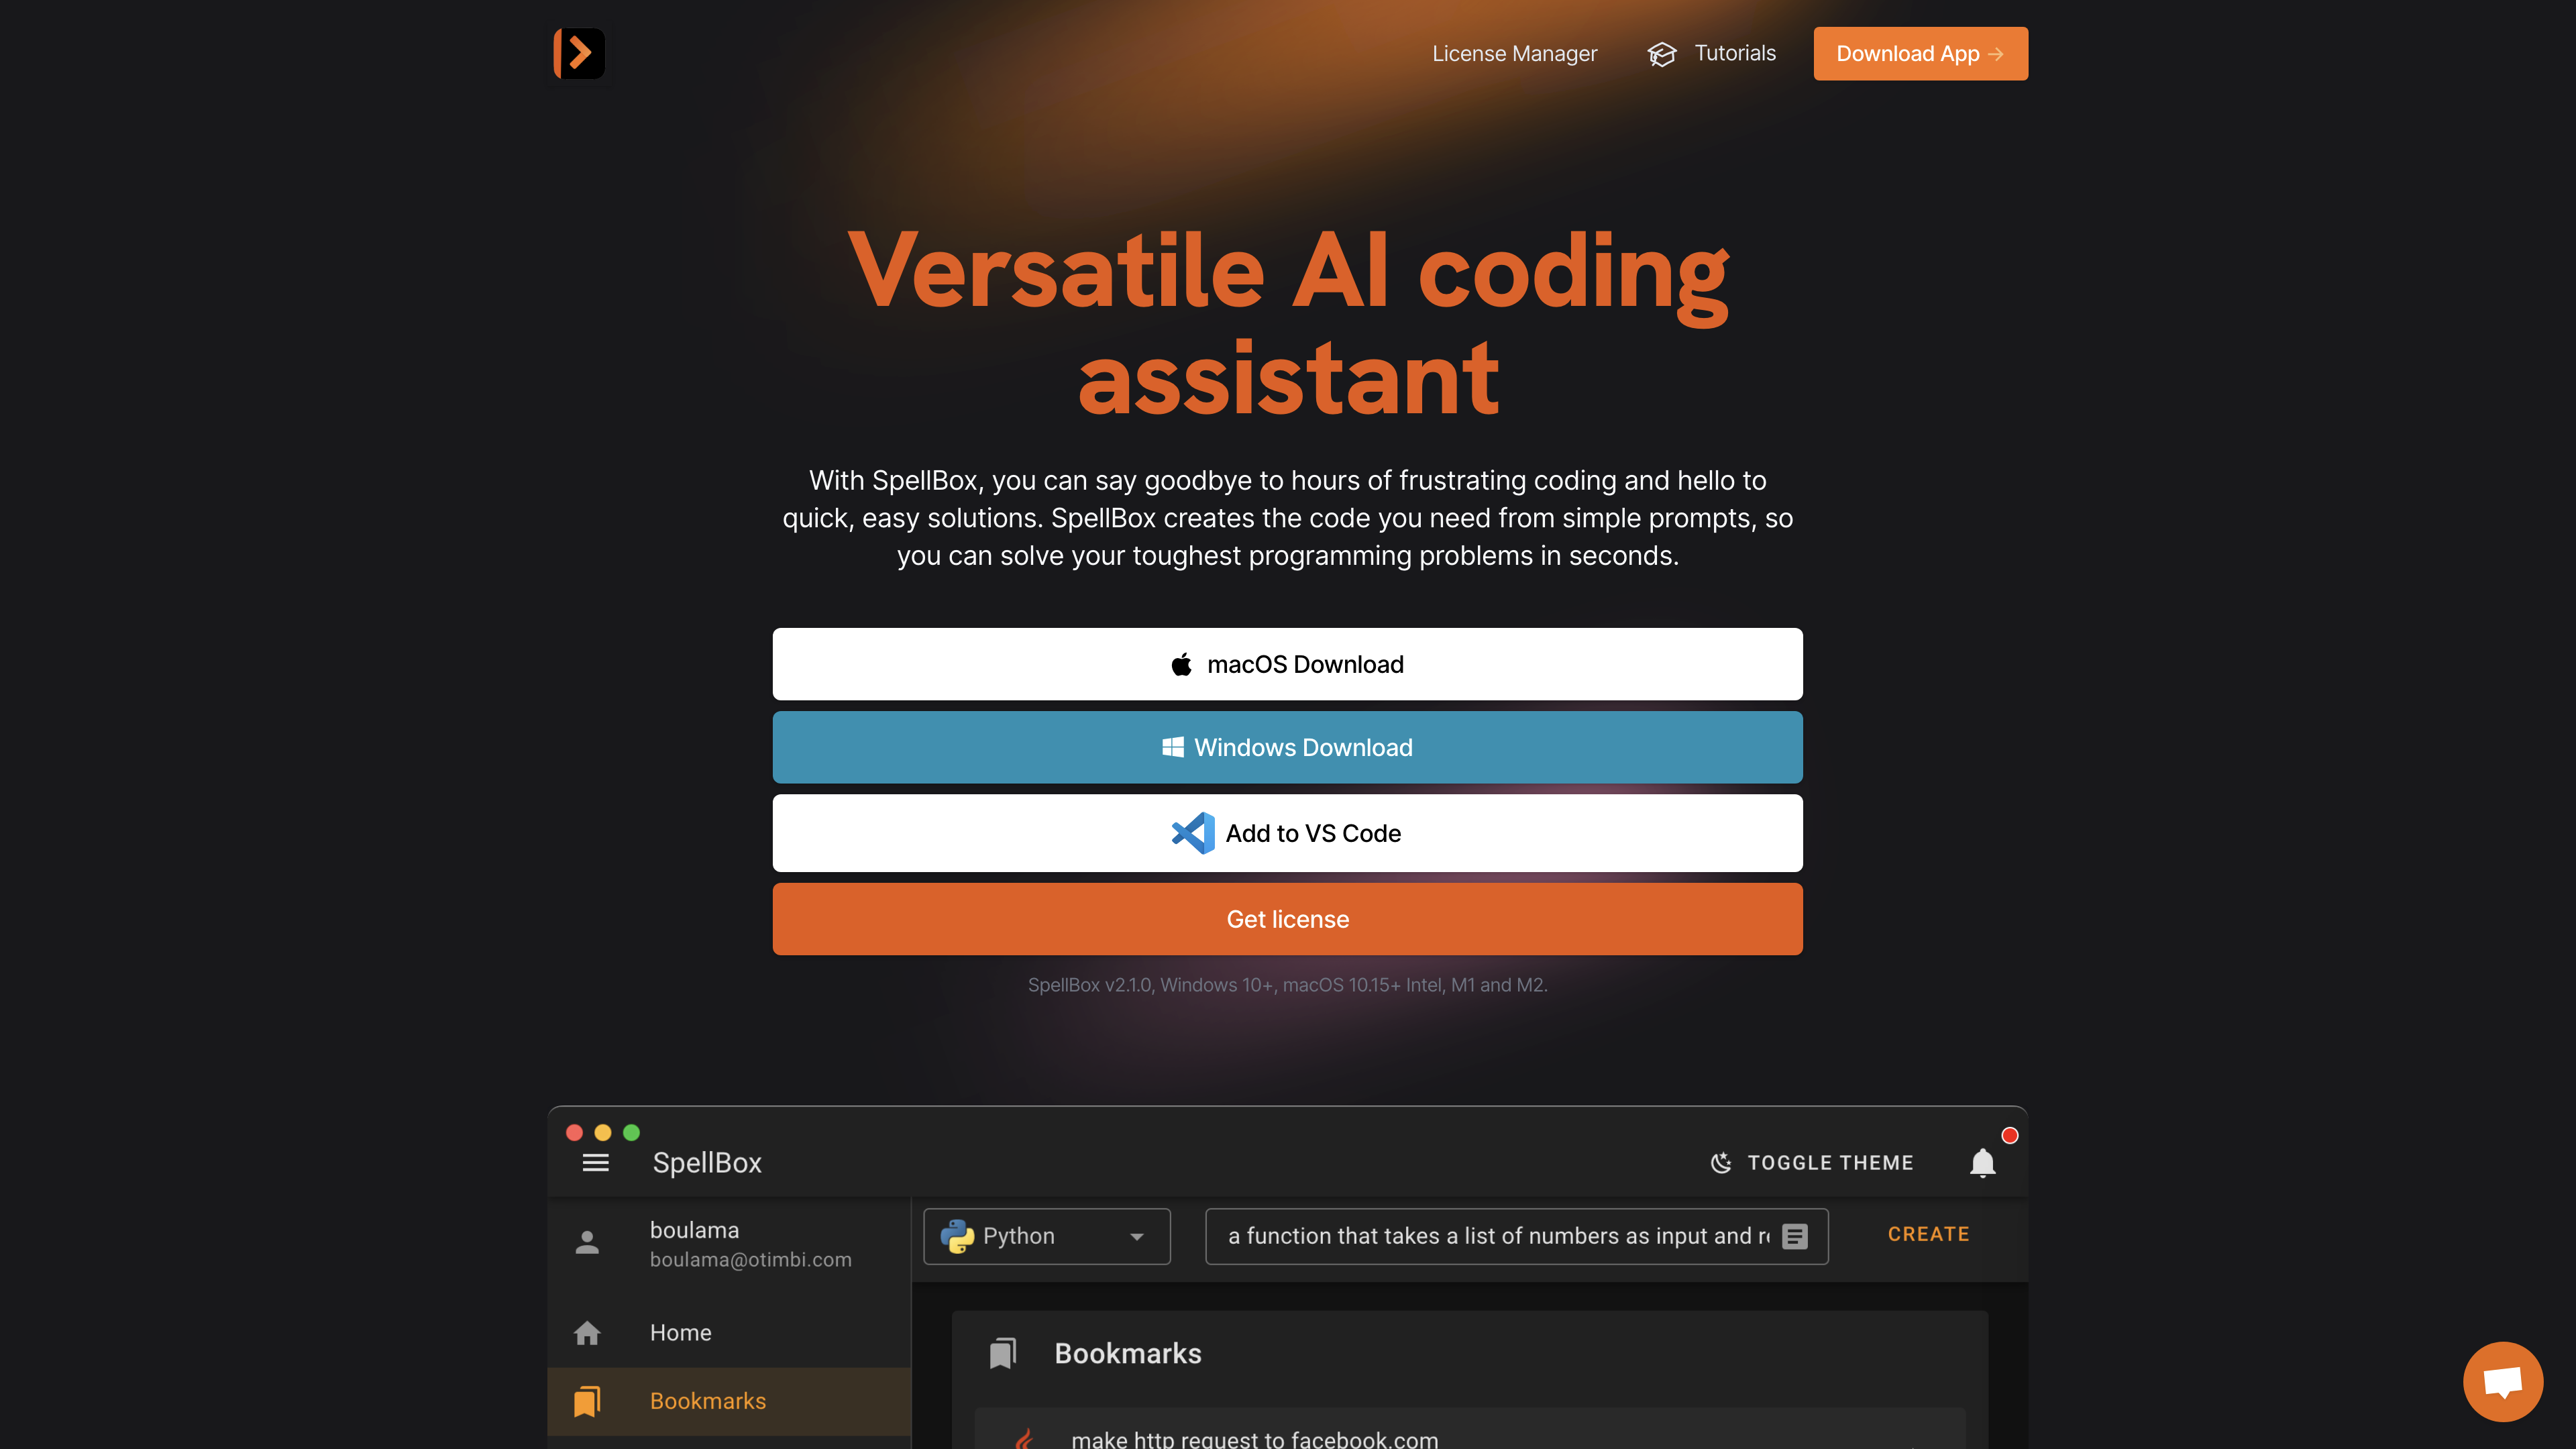 License Manager
Tutorials
Download App →
Versatile AI coding
assistant
With SpellBox, you can say goodbye to hours of frustrating coding and hello to
quick, easy solutions. SpellBox creates the code you need from simple prompts, so
you can solve your toughest programming problems in seconds.
macOS Download
Windows Download
Add to VS Code
Get license
SpellBox v2.1.0, Windows 10+, macOS 10.15+ Intel, M1 and M2.
SpellBox
TOGGLE THEME
boulama
boulama@otimbi.com
Python
a function that takes a list of numbers as input and
CREATE
Home
Bookmarks
Bookmarks
make http request to facebook.com